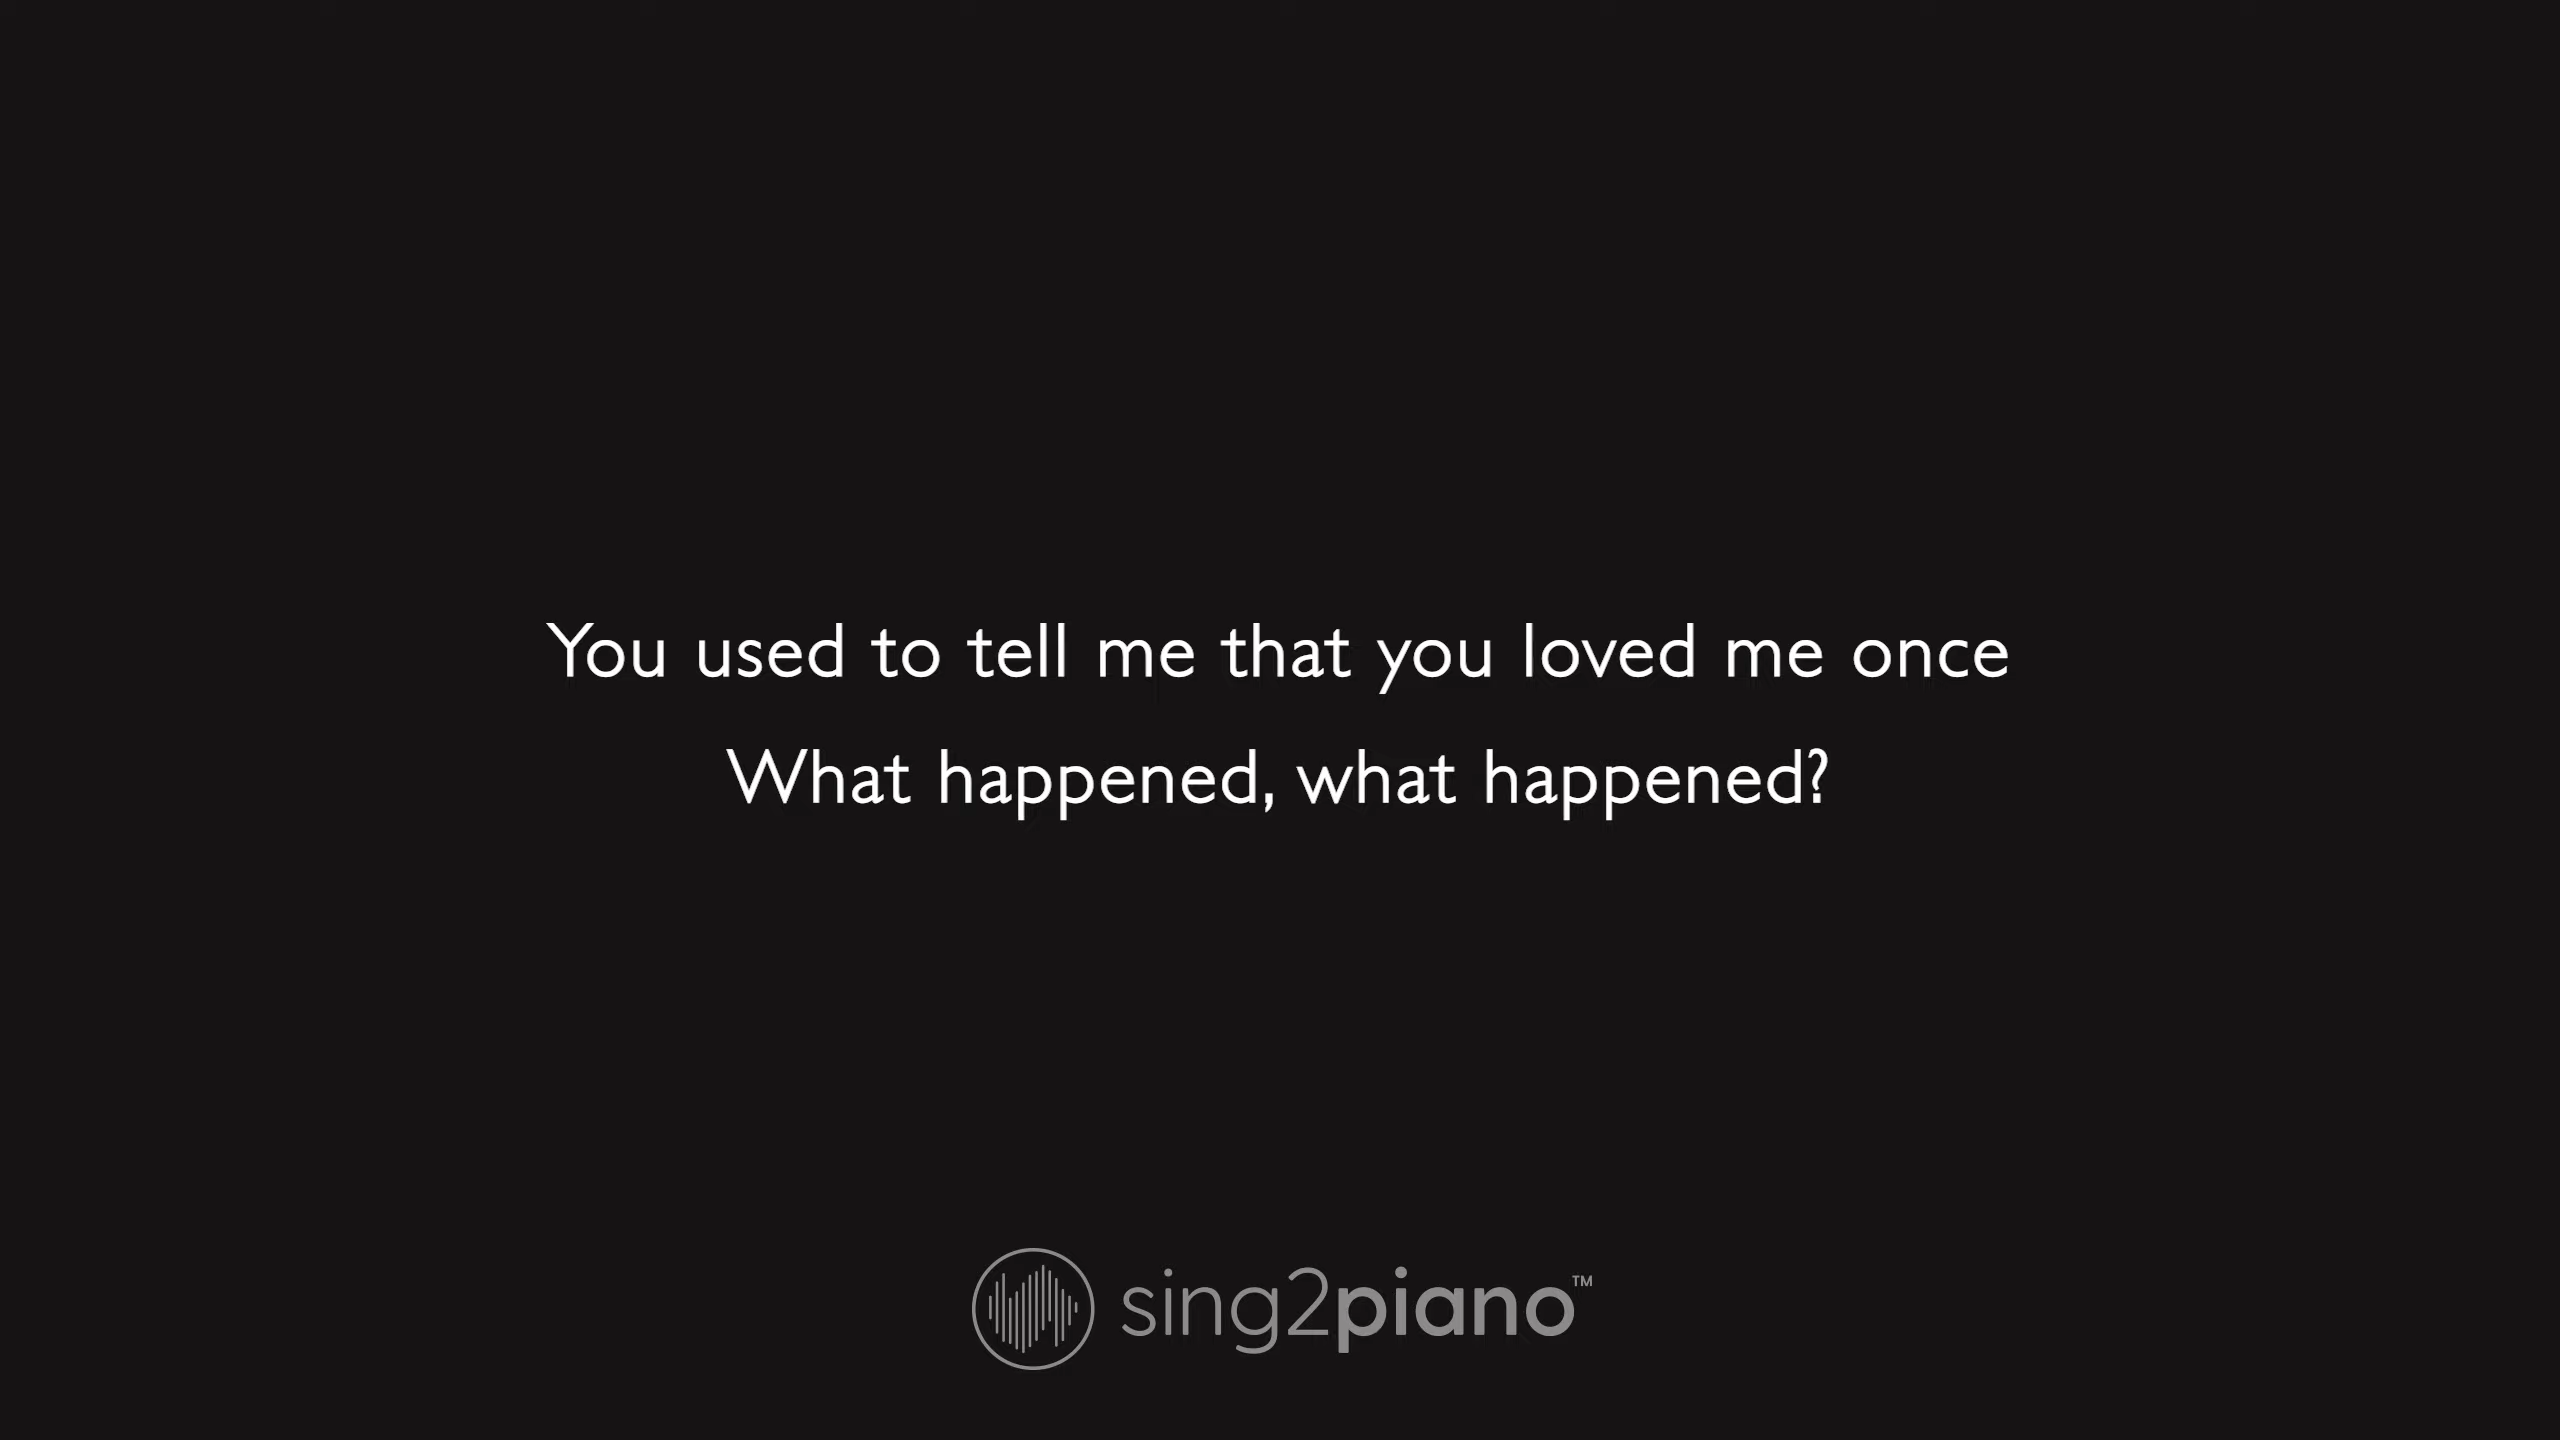 You used to tell me that you loved me once
What happened, what happened?
sing2piano™